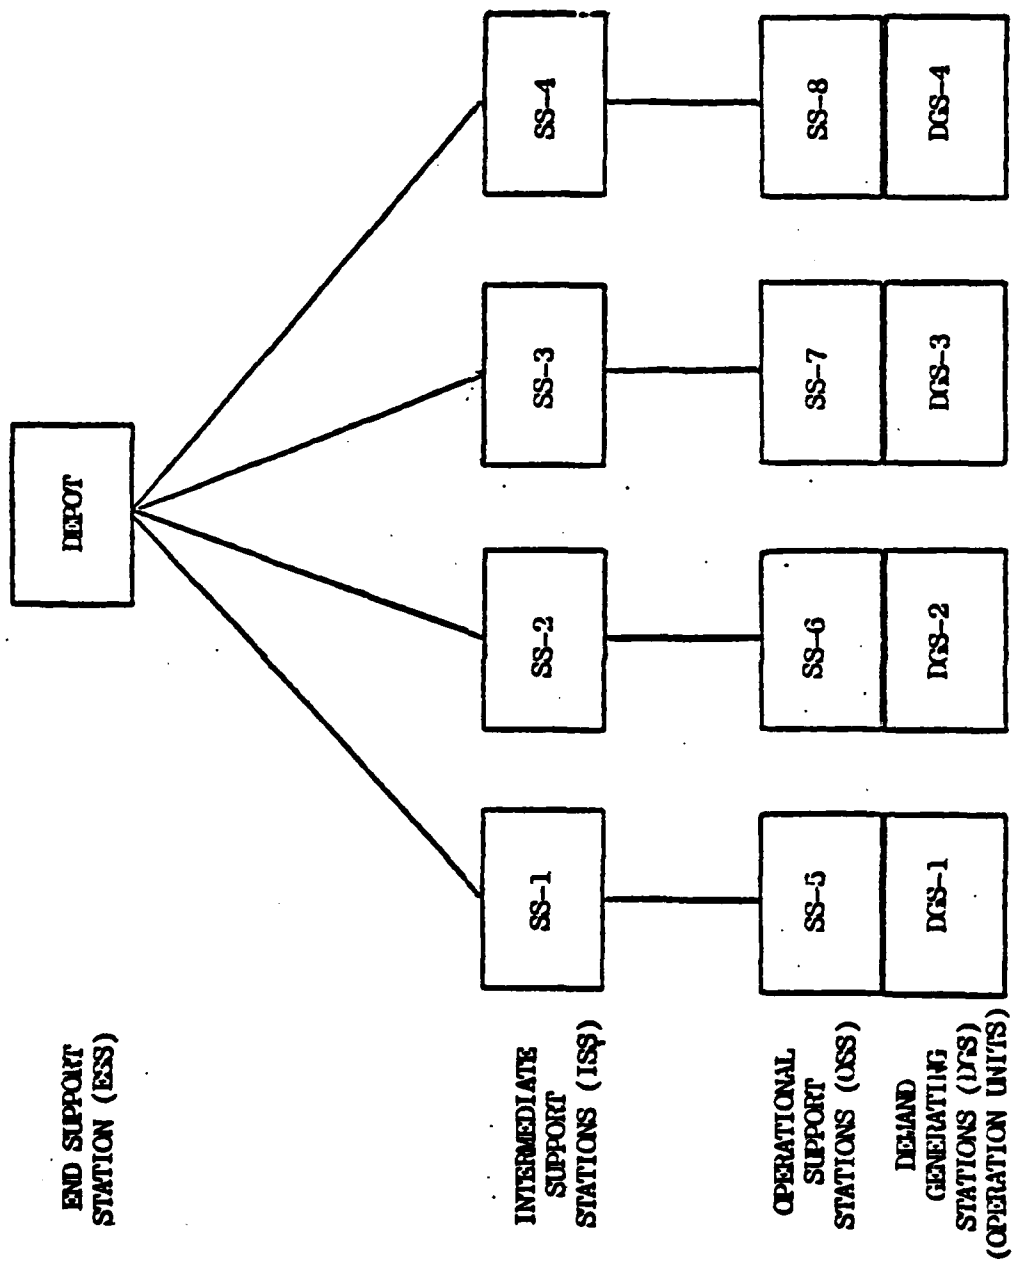 END SUPPORT
STATION (ESS)
DEPOT
INTERMEDIATE
SUPPORT
STATIONS (ISS)
SS-1
SS-2
SS-3
SS-4
OPERATIONAL
SUPPORT
STATIONS (OSS)
SS-5
SS-6
SS-7
SS-8
DEMAND
GENERATING
STATIONS (DGS)
(OPERATION UNITS)
DGS-1
DGS-2
DGS-3
DGS-4